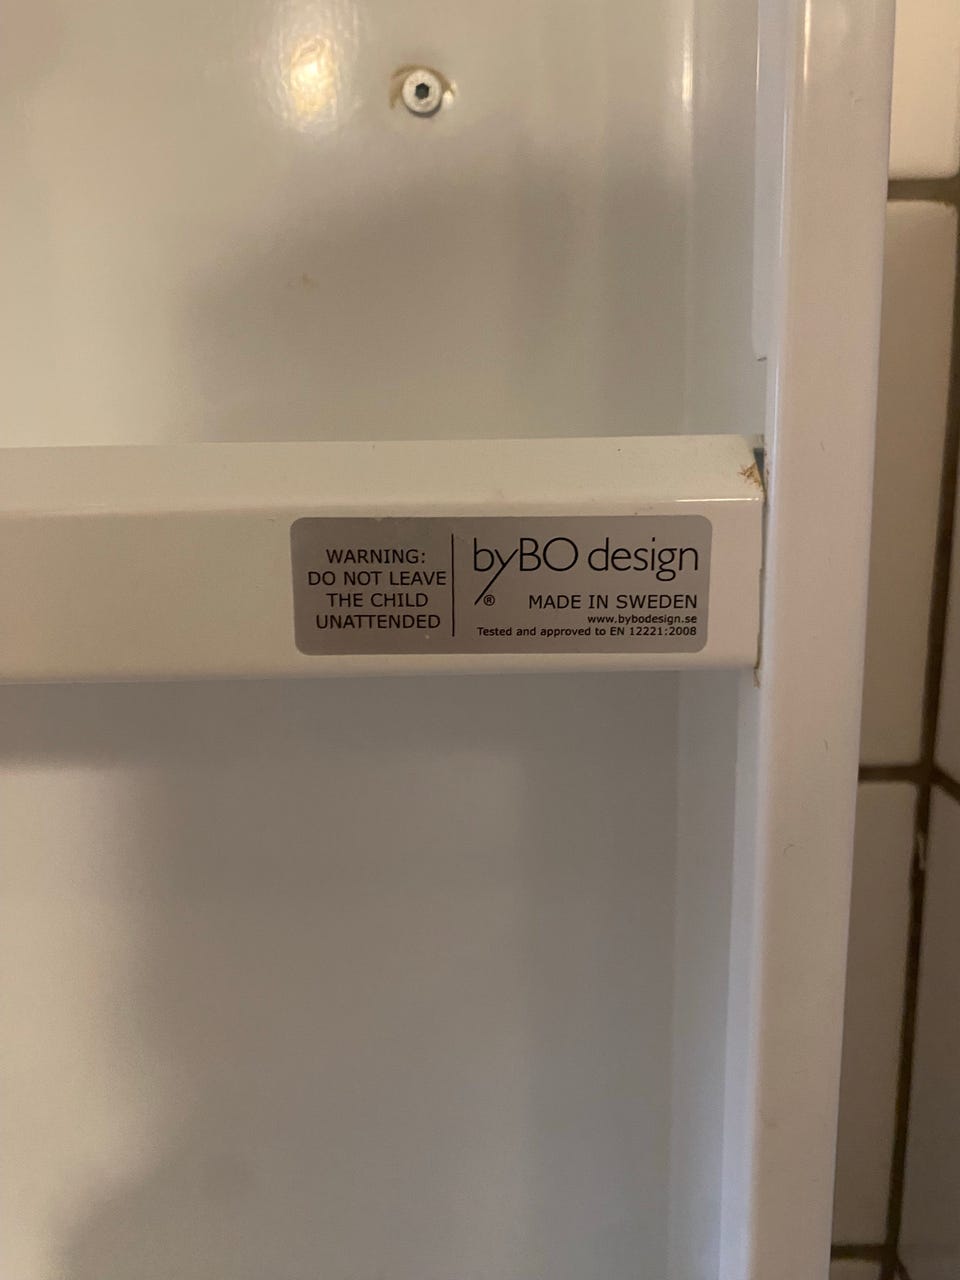 WARNING:
DO NOT LEAVE
THE CHILD
UNATTENDED
byBO design
®
MADE IN SWEDEN
www.bybodesign.se
Tested and approved to EN 12221:2008